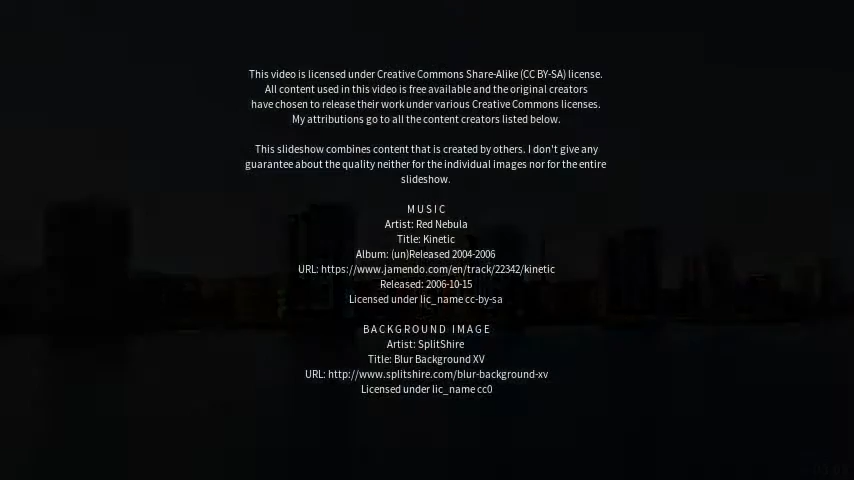 This video is licensed under Creative Commons Share-Alike (CC BY-SA) license.
All content used in this video is free available and the original creators
have chosen to release their work under various Creative Commons licenses.
My attributions go to all the content creators listed below.
This slideshow combines content that is created by others. I don't give any
guarantee about the quality neither for the individual images nor for the entire
slideshow.
MUSIC
Artist: Red Nebula
Title: Kinetic
Album: (un)Released 2004-2006
URL: https://www.jamendo.com/en/track/22342/kinetic
Released: 2006-10-15
Licensed under lic_name cc-by-sa
BACKGROUND IMAGE
Artist: SplitShire
Title: Blur Background XV
URL: http://www.splitshire.com/blur-background-xv
Licensed under lic_name cc0